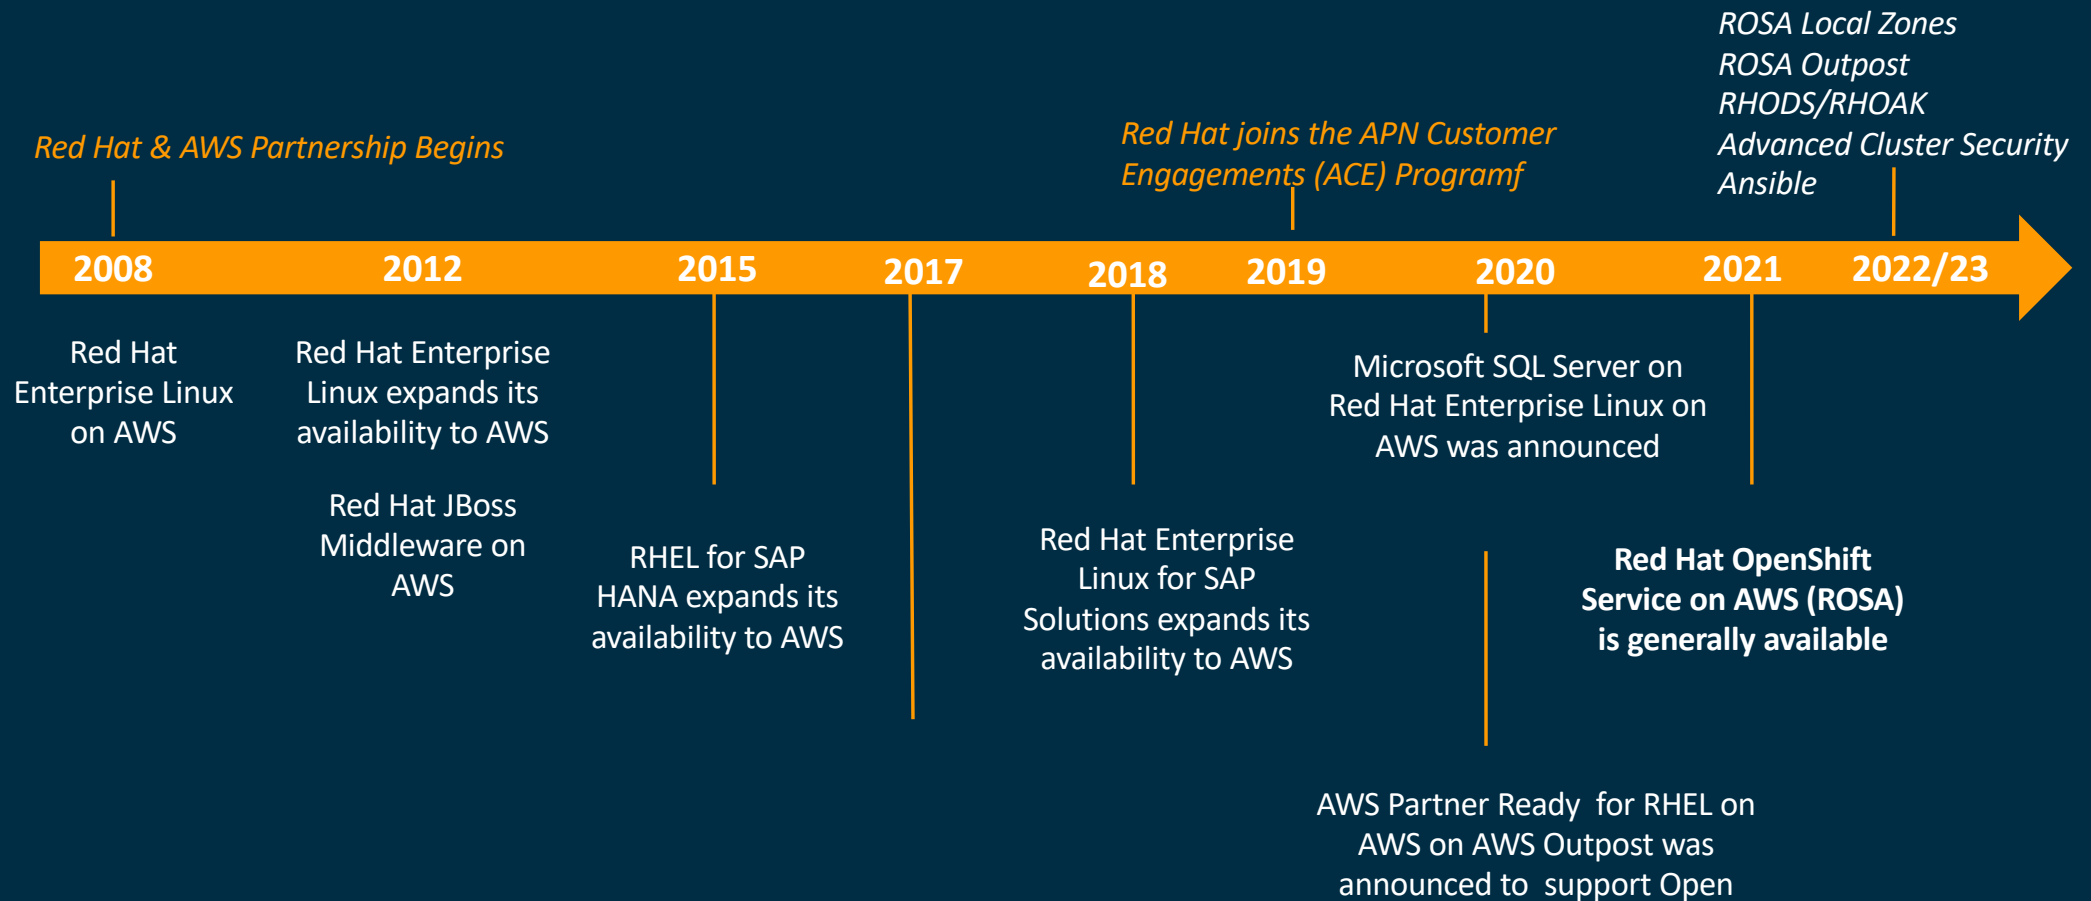 ROSA Local Zones
ROSA Outpost
RHODS/RHOAK
Advanced Cluster Security
Ansible
Red Hat & AWS Partnership Begins
Red Hat joins the APN Customer
Engagements (ACE) Programf
2008
2012
2015
2017
2018
2019
2020
2021
2022/23
Red Hat
Enterprise Linux
on AWS
Red Hat Enterprise
Linux expands its
availability to AWS
Red Hat JBoss
Middleware on
AWS
RHEL for SAP
HANA expands its
availability to AWS
Red Hat Enterprise
Linux for SAP
Solutions expands its
availability to AWS
Microsoft SQL Server on
Red Hat Enterprise Linux on
AWS was announced
AWS Partner Ready for RHEL on
AWS on AWS Outpost was
announced to support Open
Red Hat OpenShift
Service on AWS (ROSA)
is generally available